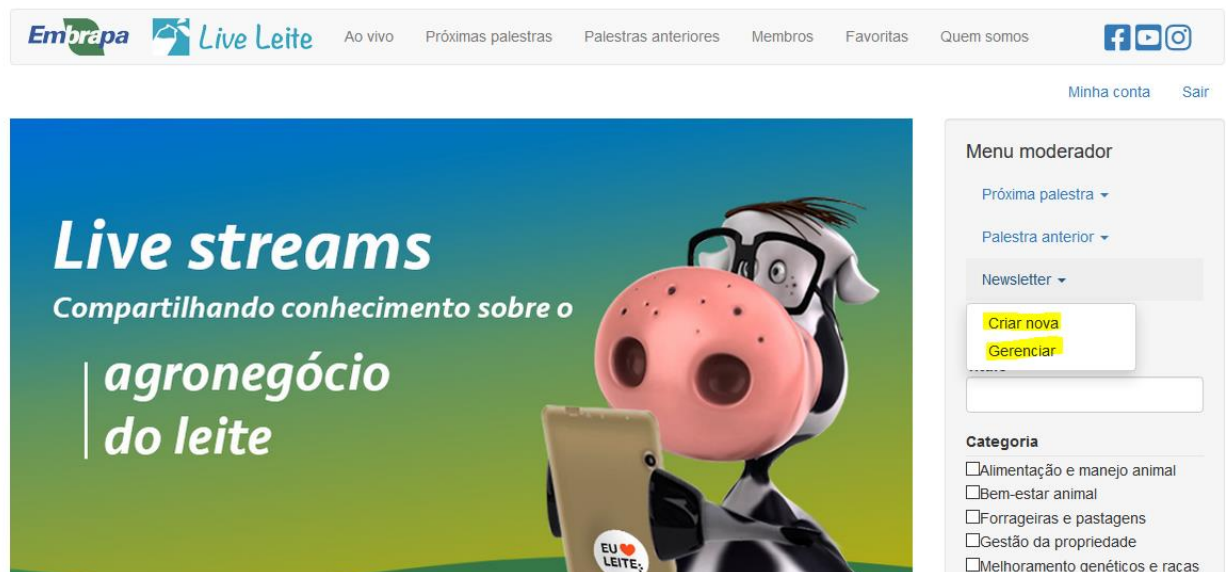 Embrapa
Live Leite
Ao vivo
Próximas palestras
Palestras anteriores
Membros
Favoritas
Quem somos
Minha conta
Sair
Live streams
Compartilhando conhecimento sobre o
agronegócio
do leite
EU
LEITE
Menu moderador
Próxima palestra
Palestra anterior
Newsletter
Criar nova
Gerenciar
Categoria
Alimentação e manejo animal
Bem-estar animal
Forrageiras e pastagens
Gestão da propriedade
Melhoramento genéticos e raças